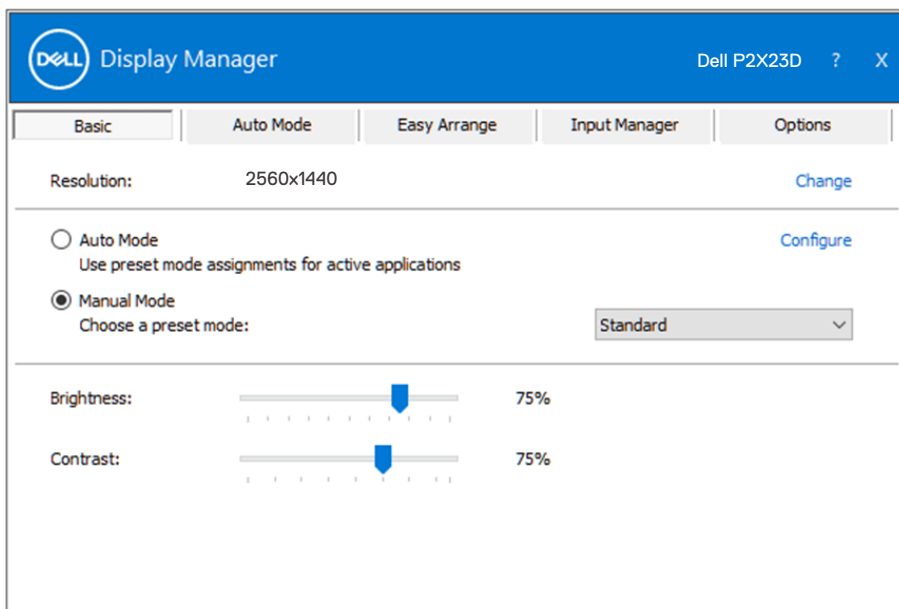 DELL Display Manager Dell P2X23D ? X
Basic Auto Mode Easy Arrange Input Manager Options
Resolution: 2560x1440 Change
Auto Mode Configure
Use preset mode assignments for active applications
Manual Mode
Choose a preset mode: Standard
Brightness: 75%
Contrast: 75%